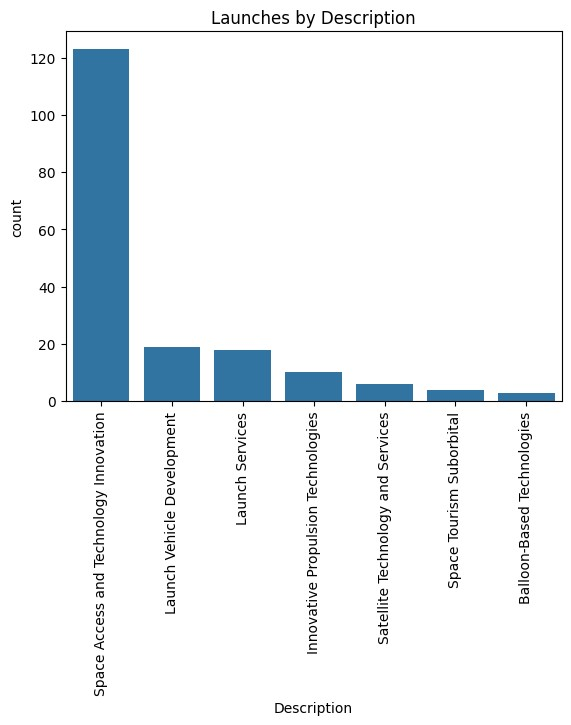 Launches by Description
count
120
100
80
60
40
20
0
Space Access and Technology Innovation
Launch Vehicle Development
Launch Services
Innovative Propulsion Technologies
Satellite Technology and Services
Space Tourism Suborbital
Balloon-Based Technologies
Description